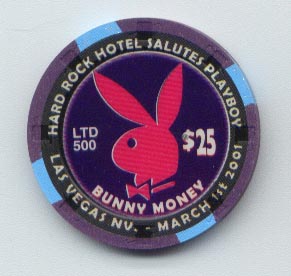 HARD ROCK HOTEL SALUTES PLAYBOY
LTD
500
$25
BUNNY MONEY
LAS VEGAS NV. - MARCH 1st 2001